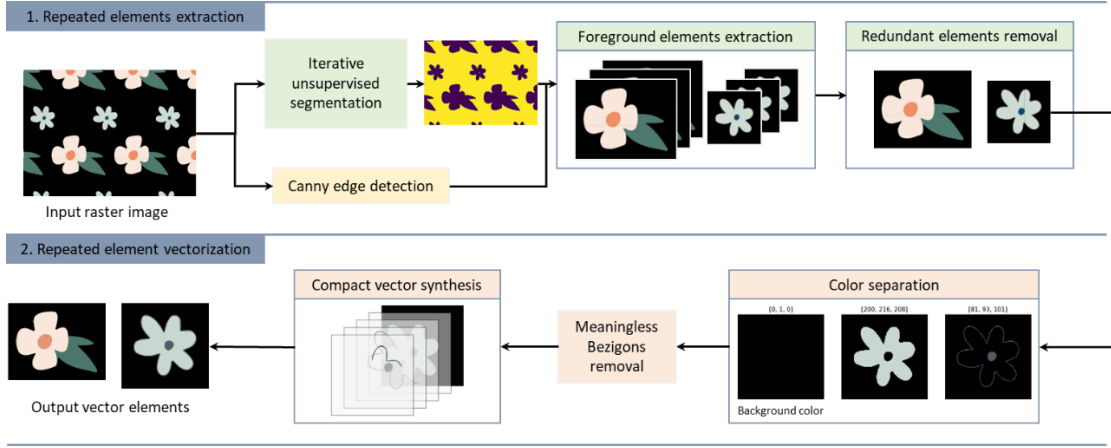 1. Repeated elements extraction
Iterative
unsupervised
segmentation
Foreground elements extraction
Redundant elements removal
Canny edge detection
Input raster image
2. Repeated element vectorization
Compact vector synthesis
Color separation
[0, 1, 0]
[200, 216, 208]
[81, 93, 101]
Meaningless
Bezigons
removal
Output vector elements
Background color